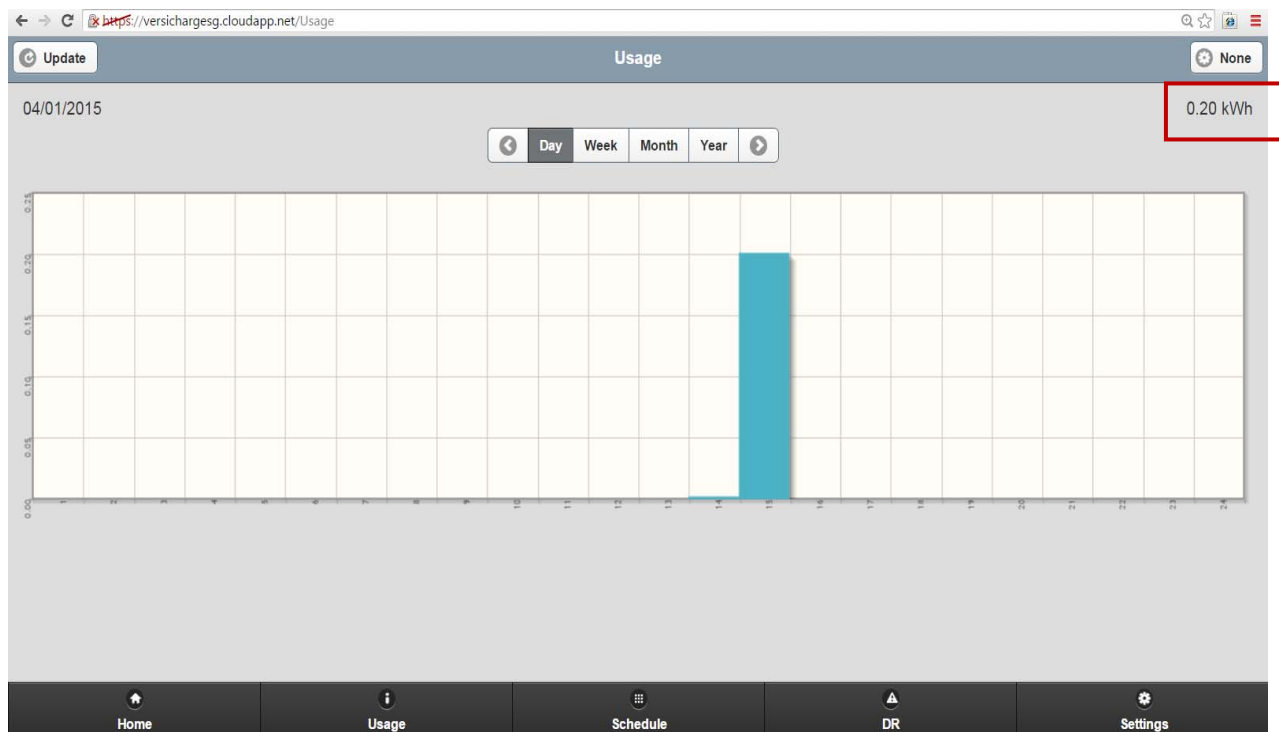 https://versichargesg.cloudapp.net/Usage
Update
Usage
None
04/01/2015
0.20 kWh
Day Week Month Year
0.25
0.20
0.15
0.10
0.05
0.00
1 2 3 4 5 6 7 8 9 10 11 12 13 14 15 16 17 18 19 20 21 22 23 24
Home Usage Schedule DR Settings